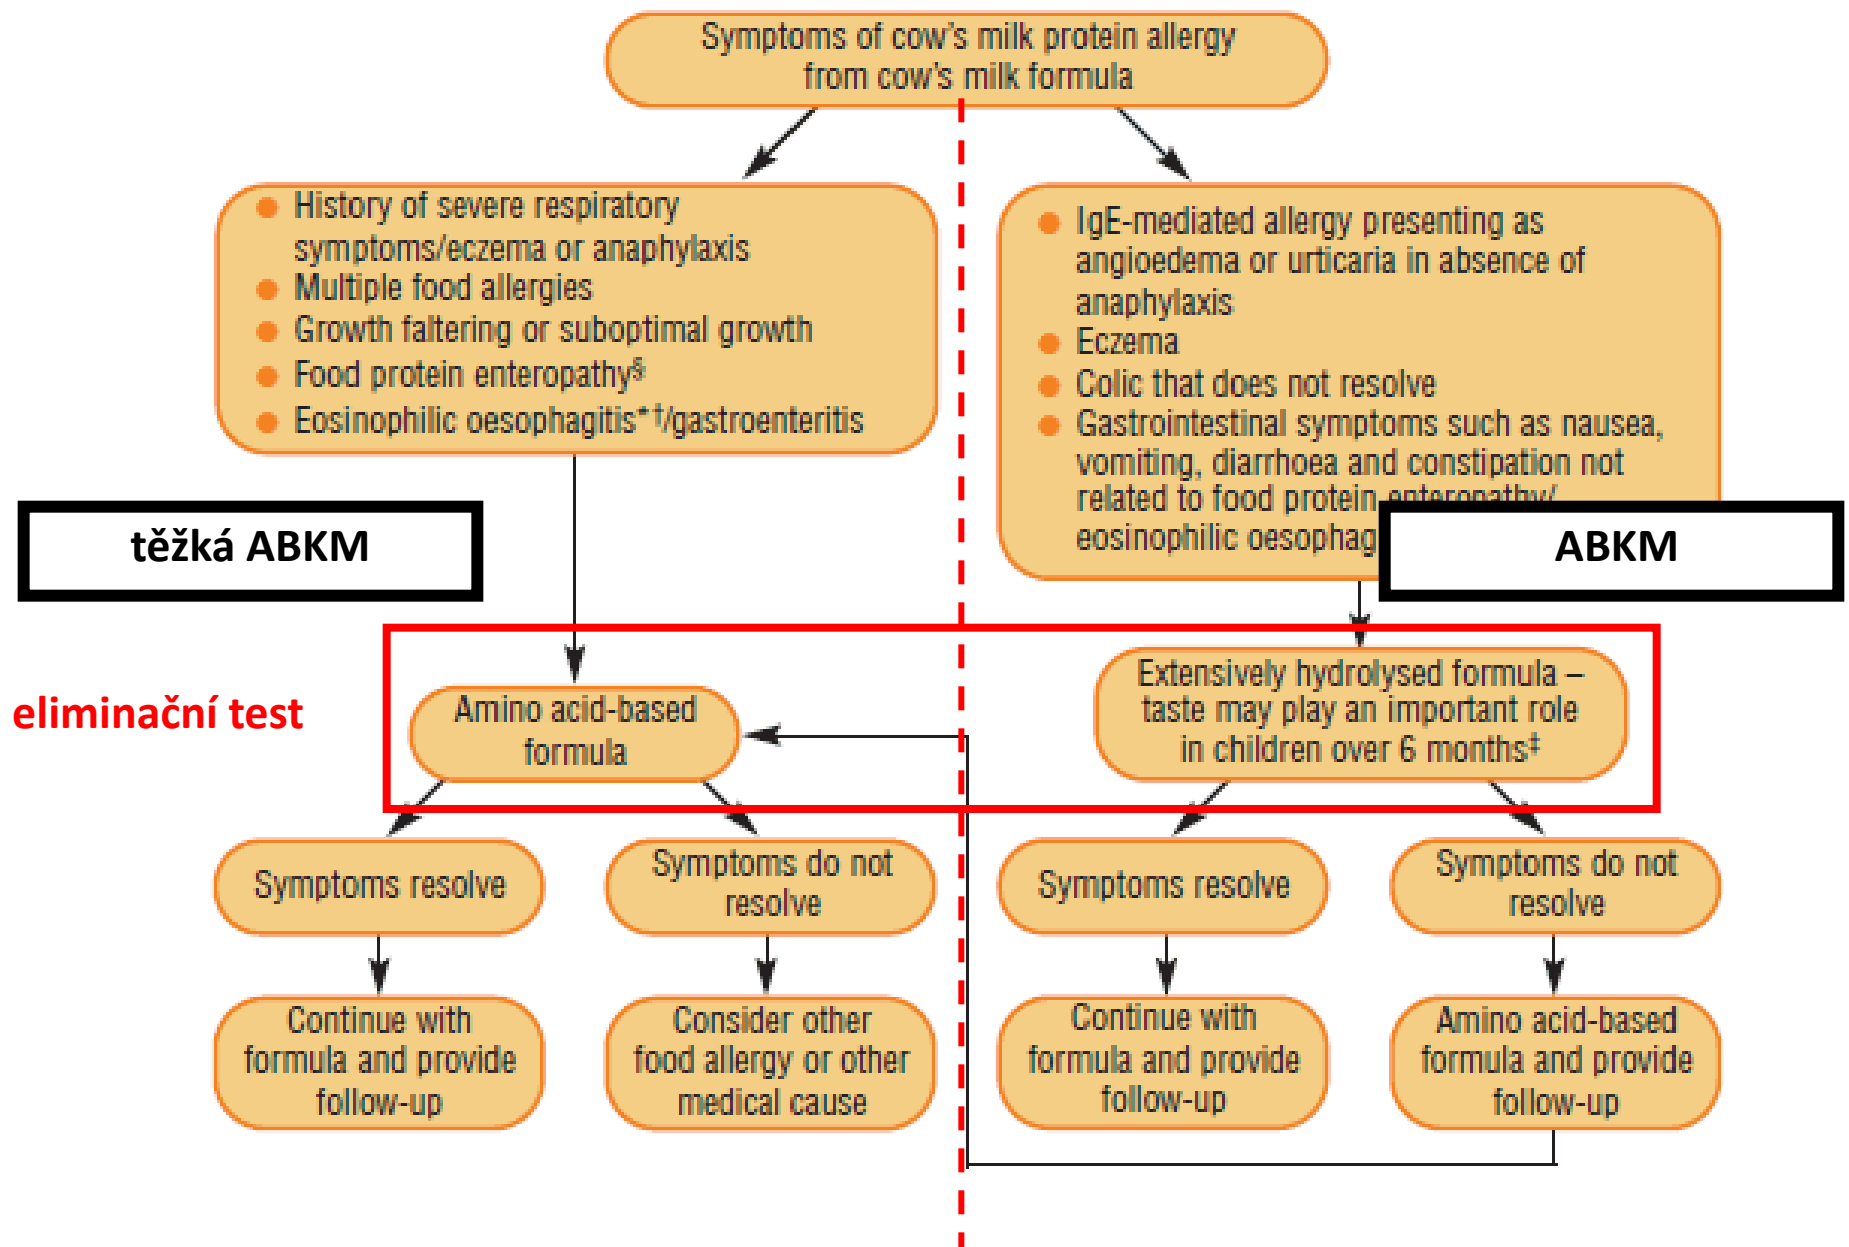 Symptoms of cow's milk protein allergy
from cow's milk formula
● History of severe respiratory
symptoms/eczema or anaphylaxis
● Multiple food allergies
● Growth faltering or suboptimal growth
● Food protein enteropathy§
● Eosinophilic oesophagitis*†/gastroenteritis
● IgE-mediated allergy presenting as
angioedema or urticaria in absence of
anaphylaxis
● Eczema
● Colic that does not resolve
● Gastrointestinal symptoms such as nausea,
vomiting, diarrhoea and constipation not
related to food protein enteropathy/
eosinophilic oesophag
těžká ABKM
ABKM
eliminační test
Amino acid-based
formula
Extensively hydrolysed formula –
taste may play an important role
in children over 6 months‡
Symptoms resolve
Symptoms do not
resolve
Symptoms resolve
Symptoms do not
resolve
Continue with
formula and provide
follow-up
Consider other
food allergy or other
medical cause
Continue with
formula and provide
follow-up
Amino acid-based
formula and provide
follow-up